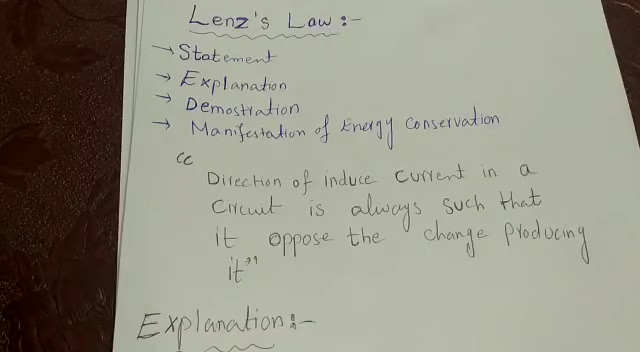 Lenz's Law :-
→ Statement
→ Explanation
→ Demostration
→ Manifestation of Energy Conservation
“
Direction of induce current in a
Circuit is always such that
it oppose the change producing
it”
Explanation :-